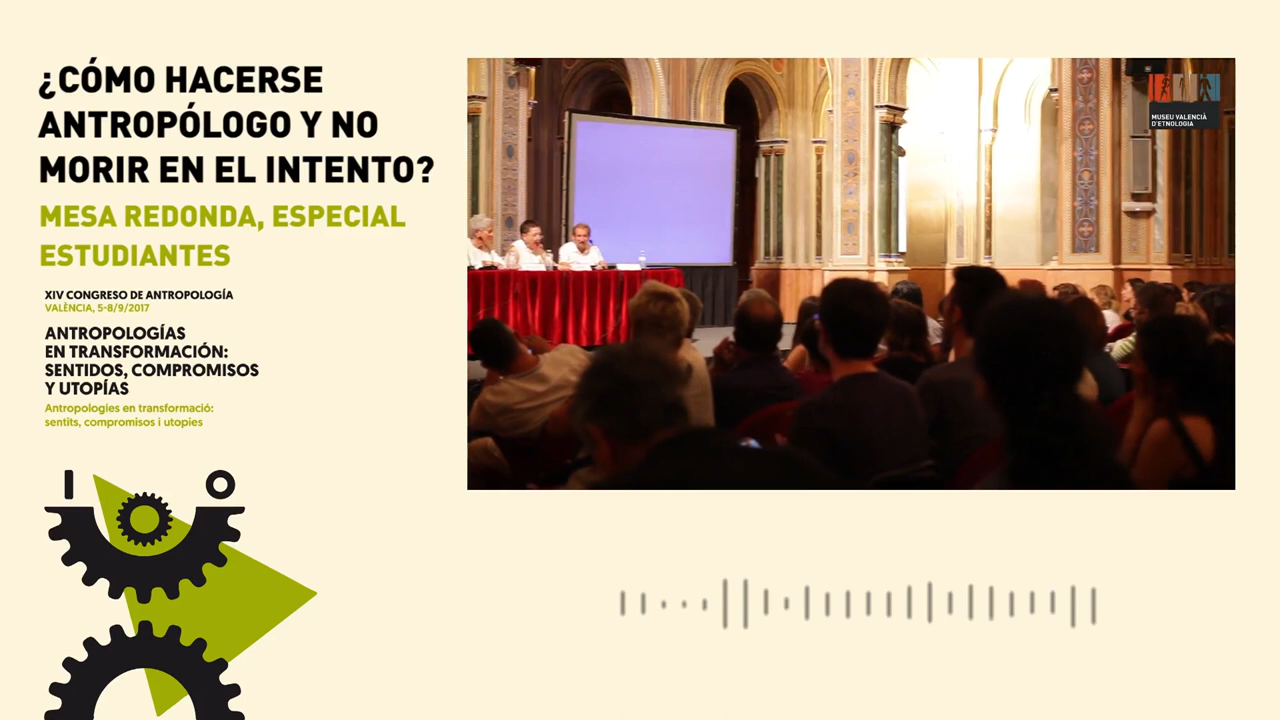 ¿CÓMO HACERSE
ANTROPÓLOGO Y NO
MORIR EN EL INTENTO?
MESA REDONDA, ESPECIAL
ESTUDIANTES
XIV CONGRESO DE ANTROPOLOGÍA
VALÈNCIA, 5-8/9/2017
ANTROPOLOGÍAS
EN TRANSFORMACIÓN:
SENTIDOS, COMPROMISOS
Y UTOPÍAS
Antropologies en transformació:
sentits, compromisos i utopies
MUSEU VALENCIÀ
D'ETNOLOGIA